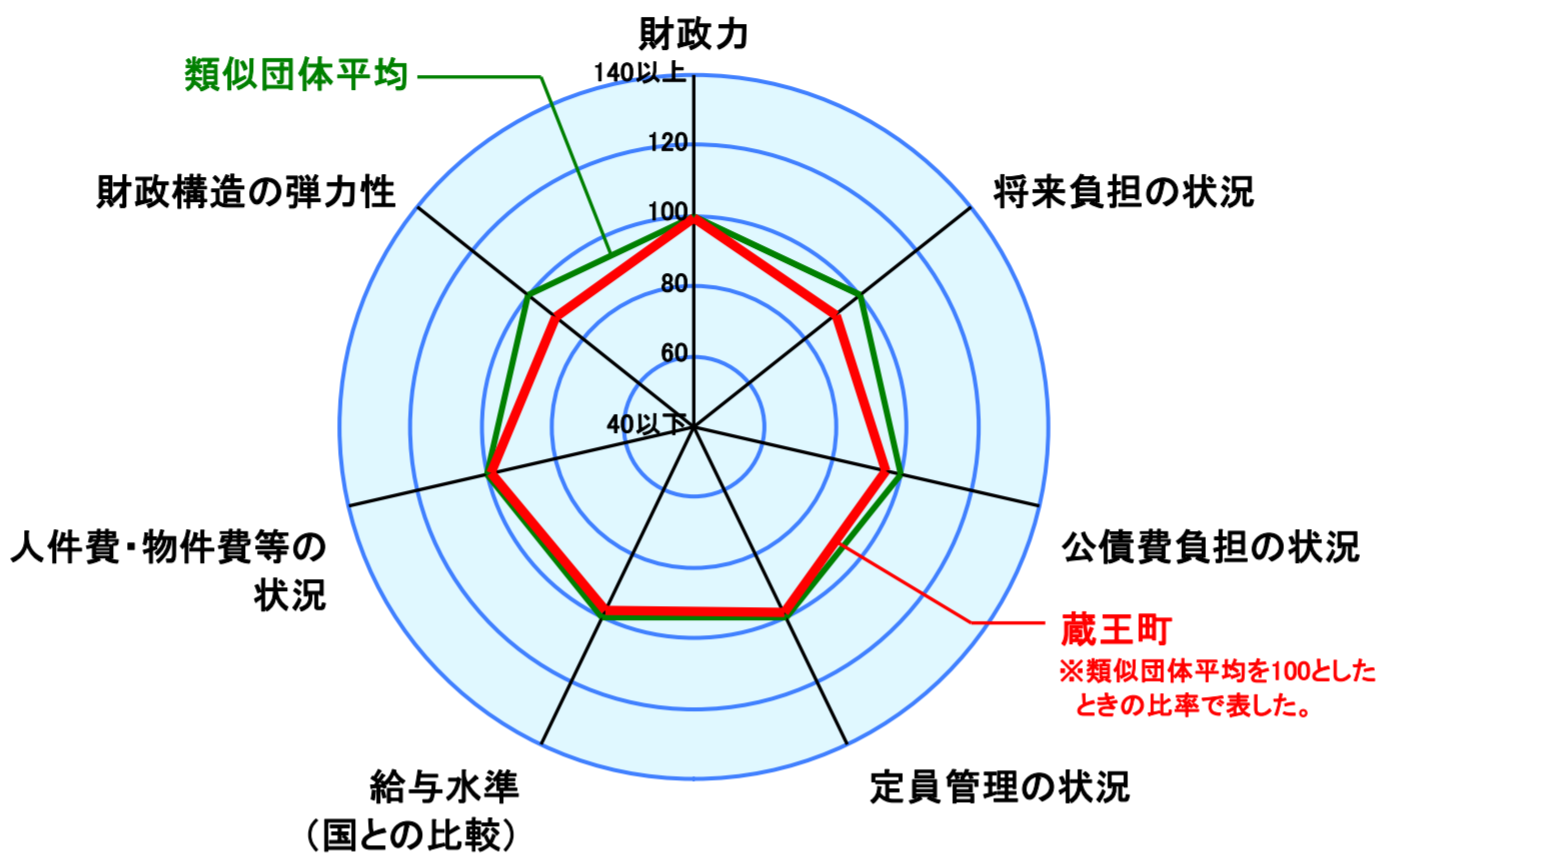 財政力
類似団体平均
140以上
120
財政構造の弾力性
将来負担の状況
100
80
60
40以下
人件費・物件費等の
状況
公債費負担の状況
蔵王町
※類似団体平均を100とした
ときの比率で表した。
給与水準
（国との比較）
定員管理の状況